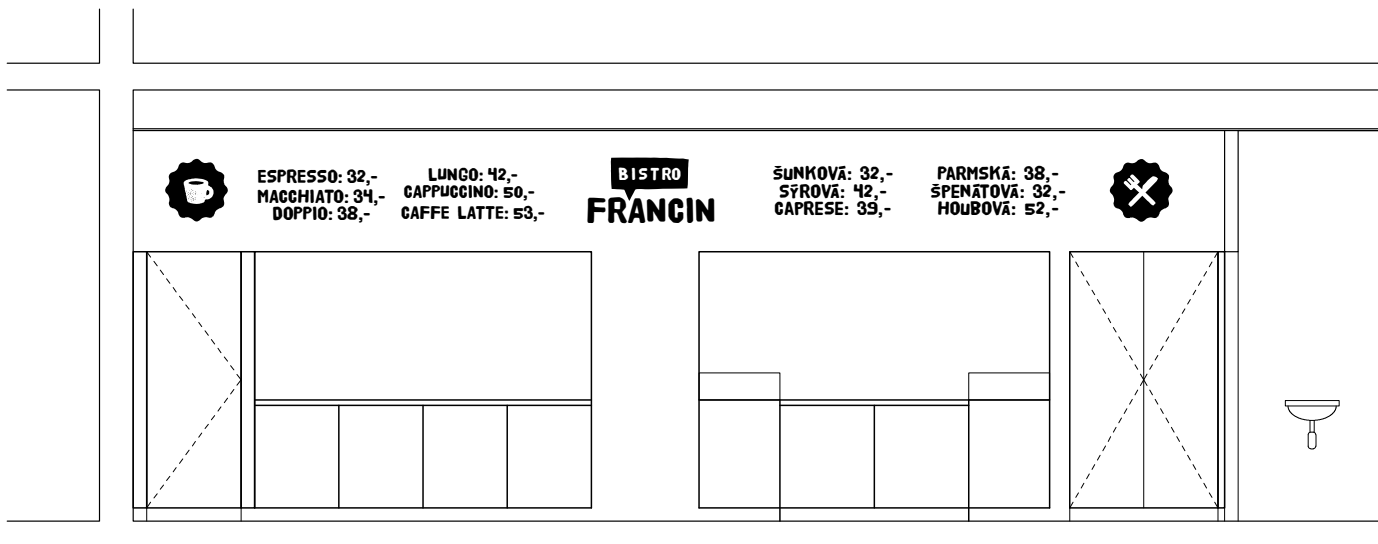 ESPRESSO: 32,-
MACCHIATO: 34,-
DOPPIO: 38,-
LUNGO: 42,-
CAPPUCCINO: 50,-
CAFFE LATTE: 53,-
BISTRO
FRANCIN
ŠUNKOVÁ: 32,-
SÝROVÁ: 42,-
CAPRESE: 39,-
PARMSKÁ: 38,-
ŠPENÁTOVÁ: 32,-
HOUBOVÁ: 52,-